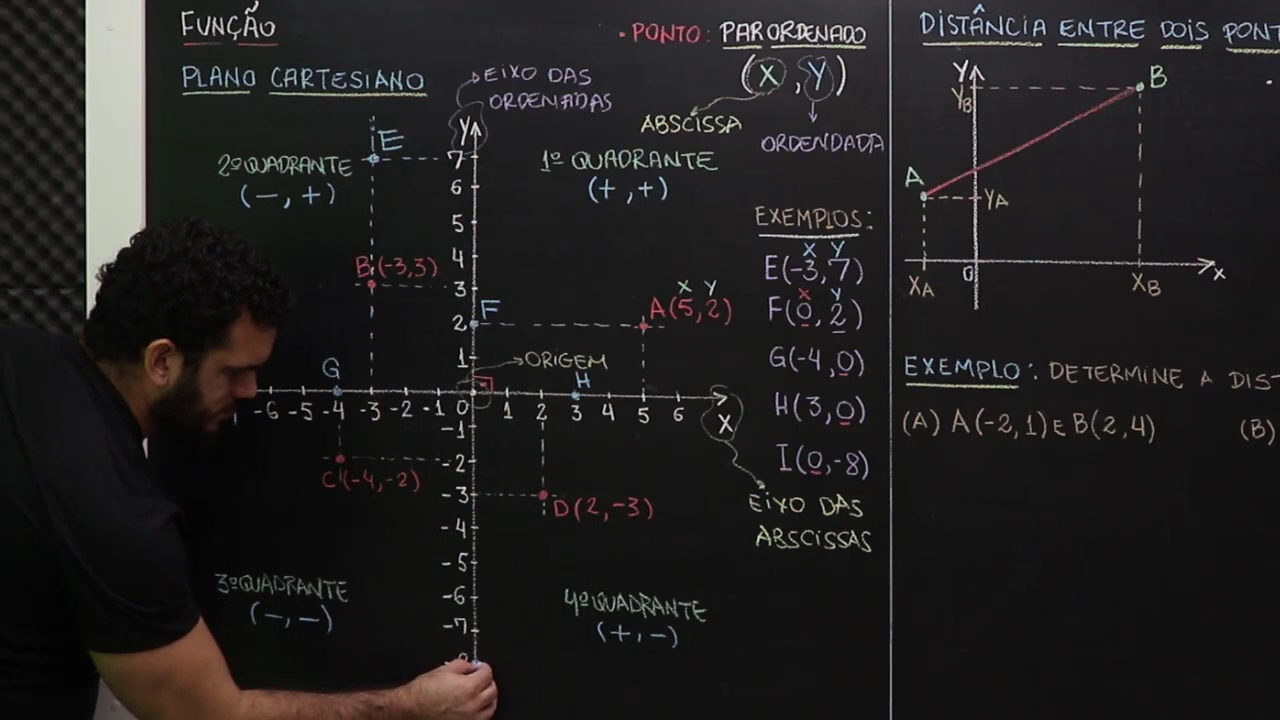 FUNÇÃO
PLANO CARTESIANO
EIXO DAS
ORDENADAS
• PONTO: PAR ORDENADO
(X, Y)
ABSCISSA
ORDENDADA
2º QUADRANTE
(-, +)
1º QUADRANTE
(+, +)
E
Y
7
6
5
4
3
2
1
B(-3,3)
F
X Y
A(5,2)
ORIGEM
G
H
-6 -5 -4 -3 -2 -1 0 1 2 3 4 5 6
X
-1
-2
-3
-4
-5
-6
-7
C(-4,-2)
D(2,-3)
3º QUADRANTE
(-, -)
4º QUADRANTE
(+, -)
EXEMPLOS:
X Y
E(-3,7)
X Y
F(0,2)
G(-4,0)
H(3,0)
I(0,-8)
EIXO DAS
ABSCISSAS
DISTÂNCIA ENTRE DOIS PONT
Y
YB
B
A
YA
0
XA
XB
X
EXEMPLO: DETERMINE A DIST
(A) A(-2,1) E B(2,4) (B)